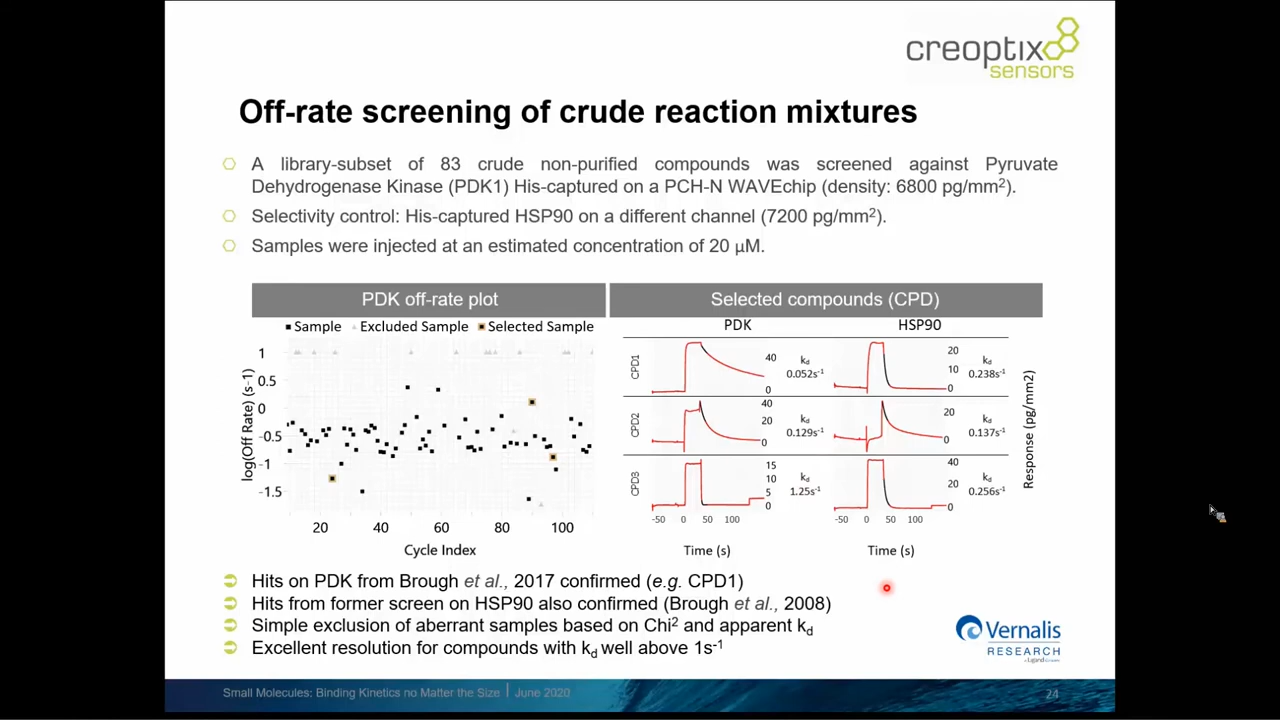 creoptix
sensors
Off-rate screening of crude reaction mixtures
A library-subset of 83 crude non-purified compounds was screened against Pyruvate
Dehydrogenase Kinase (PDK1) His-captured on a PCH-N WAVEchip (density: 6800 pg/mm²).
Selectivity control: His-captured HSP90 on a different channel (7200 pg/mm²).
Samples were injected at an estimated concentration of 20 µM.
PDK off-rate plot
Sample Excluded Sample Selected Sample
log(Off Rate) (s-1)
1
0.5
0
-0.5
-1
-1.5
20 40 60 80 100
Cycle Index
Selected compounds (CPD)
PDK HSP90
CPD1
40
0
kd
0.052s-1
20
10
0
kd
0.238s-1
CPD2
40
20
0
kd
0.129s-1
20
0
kd
0.137s-1
CPD3
15
10
5
0
kd
1.25s-1
40
20
0
kd
0.256s-1
-50 0 50 100
-50 0 50 100
Time (s) Time (s)
Response (pg/mm2)
Hits on PDK from Brough et al., 2017 confirmed (e.g. CPD1)
Hits from former screen on HSP90 also confirmed (Brough et al., 2008)
Simple exclusion of aberrant samples based on Chi² and apparent kd
Excellent resolution for compounds with kd well above 1s-1
Vernalis
RESEARCH
Small Molecules: Binding Kinetics no Matter the Size | June 2020
24